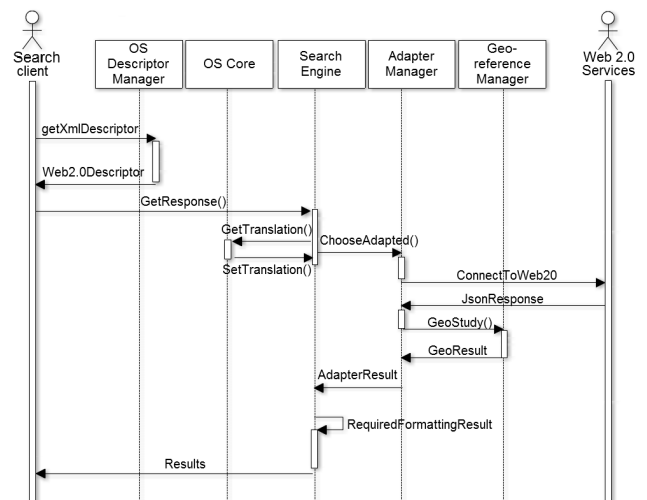 Search
client
OS
Descriptor
Manager
OS Core
Search
Engine
Adapter
Manager
Geo-
reference
Manager
Web 2.0
Services
getXmlDescriptor
Web2.0Descriptor
GetResponse()
GetTranslation()
ChooseAdapted()
SetTranslation()
ConnectToWeb20
JsonResponse
GeoStudy()
GeoResult
AdapterResult
RequiredFormattingResult
Results